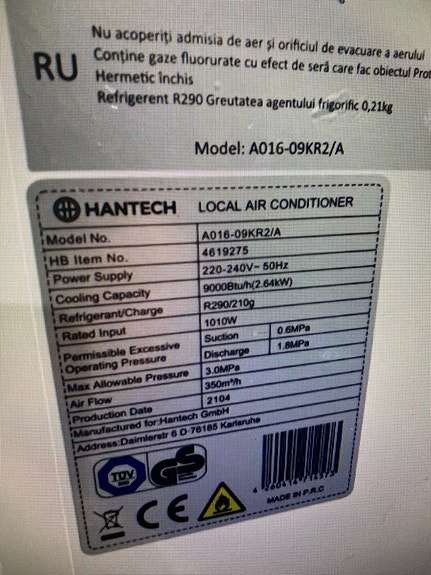 Nu acoperiți admisia de aer și orificiul de evacuare a aerului
RU
Conține gaze fluorurate cu efect de seră care fac obiectul Prot
Hermetic închis
Refrigerent R290 Greutatea agentului frigorific 0,21kg
Model: A016-09KR2/A
HANTECH LOCAL AIR CONDITIONER
Model No. A016-09KR2/A
HB Item No. 4619275
Power Supply 220-240V~ 50Hz
Cooling Capacity 9000Btu/h(2.64kW)
Refrigerant/Charge R290/210g
Rated Input 1010W
Permissible Excessive Operating Pressure Suction 0.6MPa
Discharge 1.8MPa
Max Allowable Pressure 3.0MPa
Air Flow 350m³/h
Production Date 2104
Manufactured for:Hantech GmbH
Address:Daimlerstr 6 D-76185 Karlsruhe
TÜV
GS
CE
MADE IN P.R.C